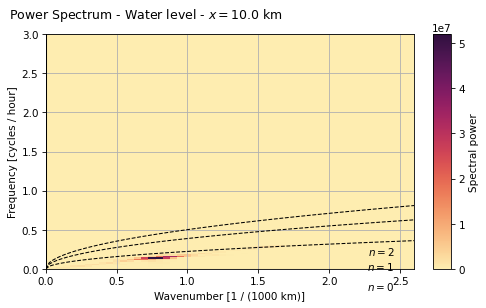 Power Spectrum - Water level - x = 10.0 km
1e7
3.0
2.5
2.0
1.5
1.0
0.5
0.0
Frequency [cycles / hour]
0.0
0.5
1.0
1.5
2.0
2.5
Wavenumber [1 / (1000 km)]
n = 2
n = 1
n = 0
5
4
3
2
1
0
Spectral power